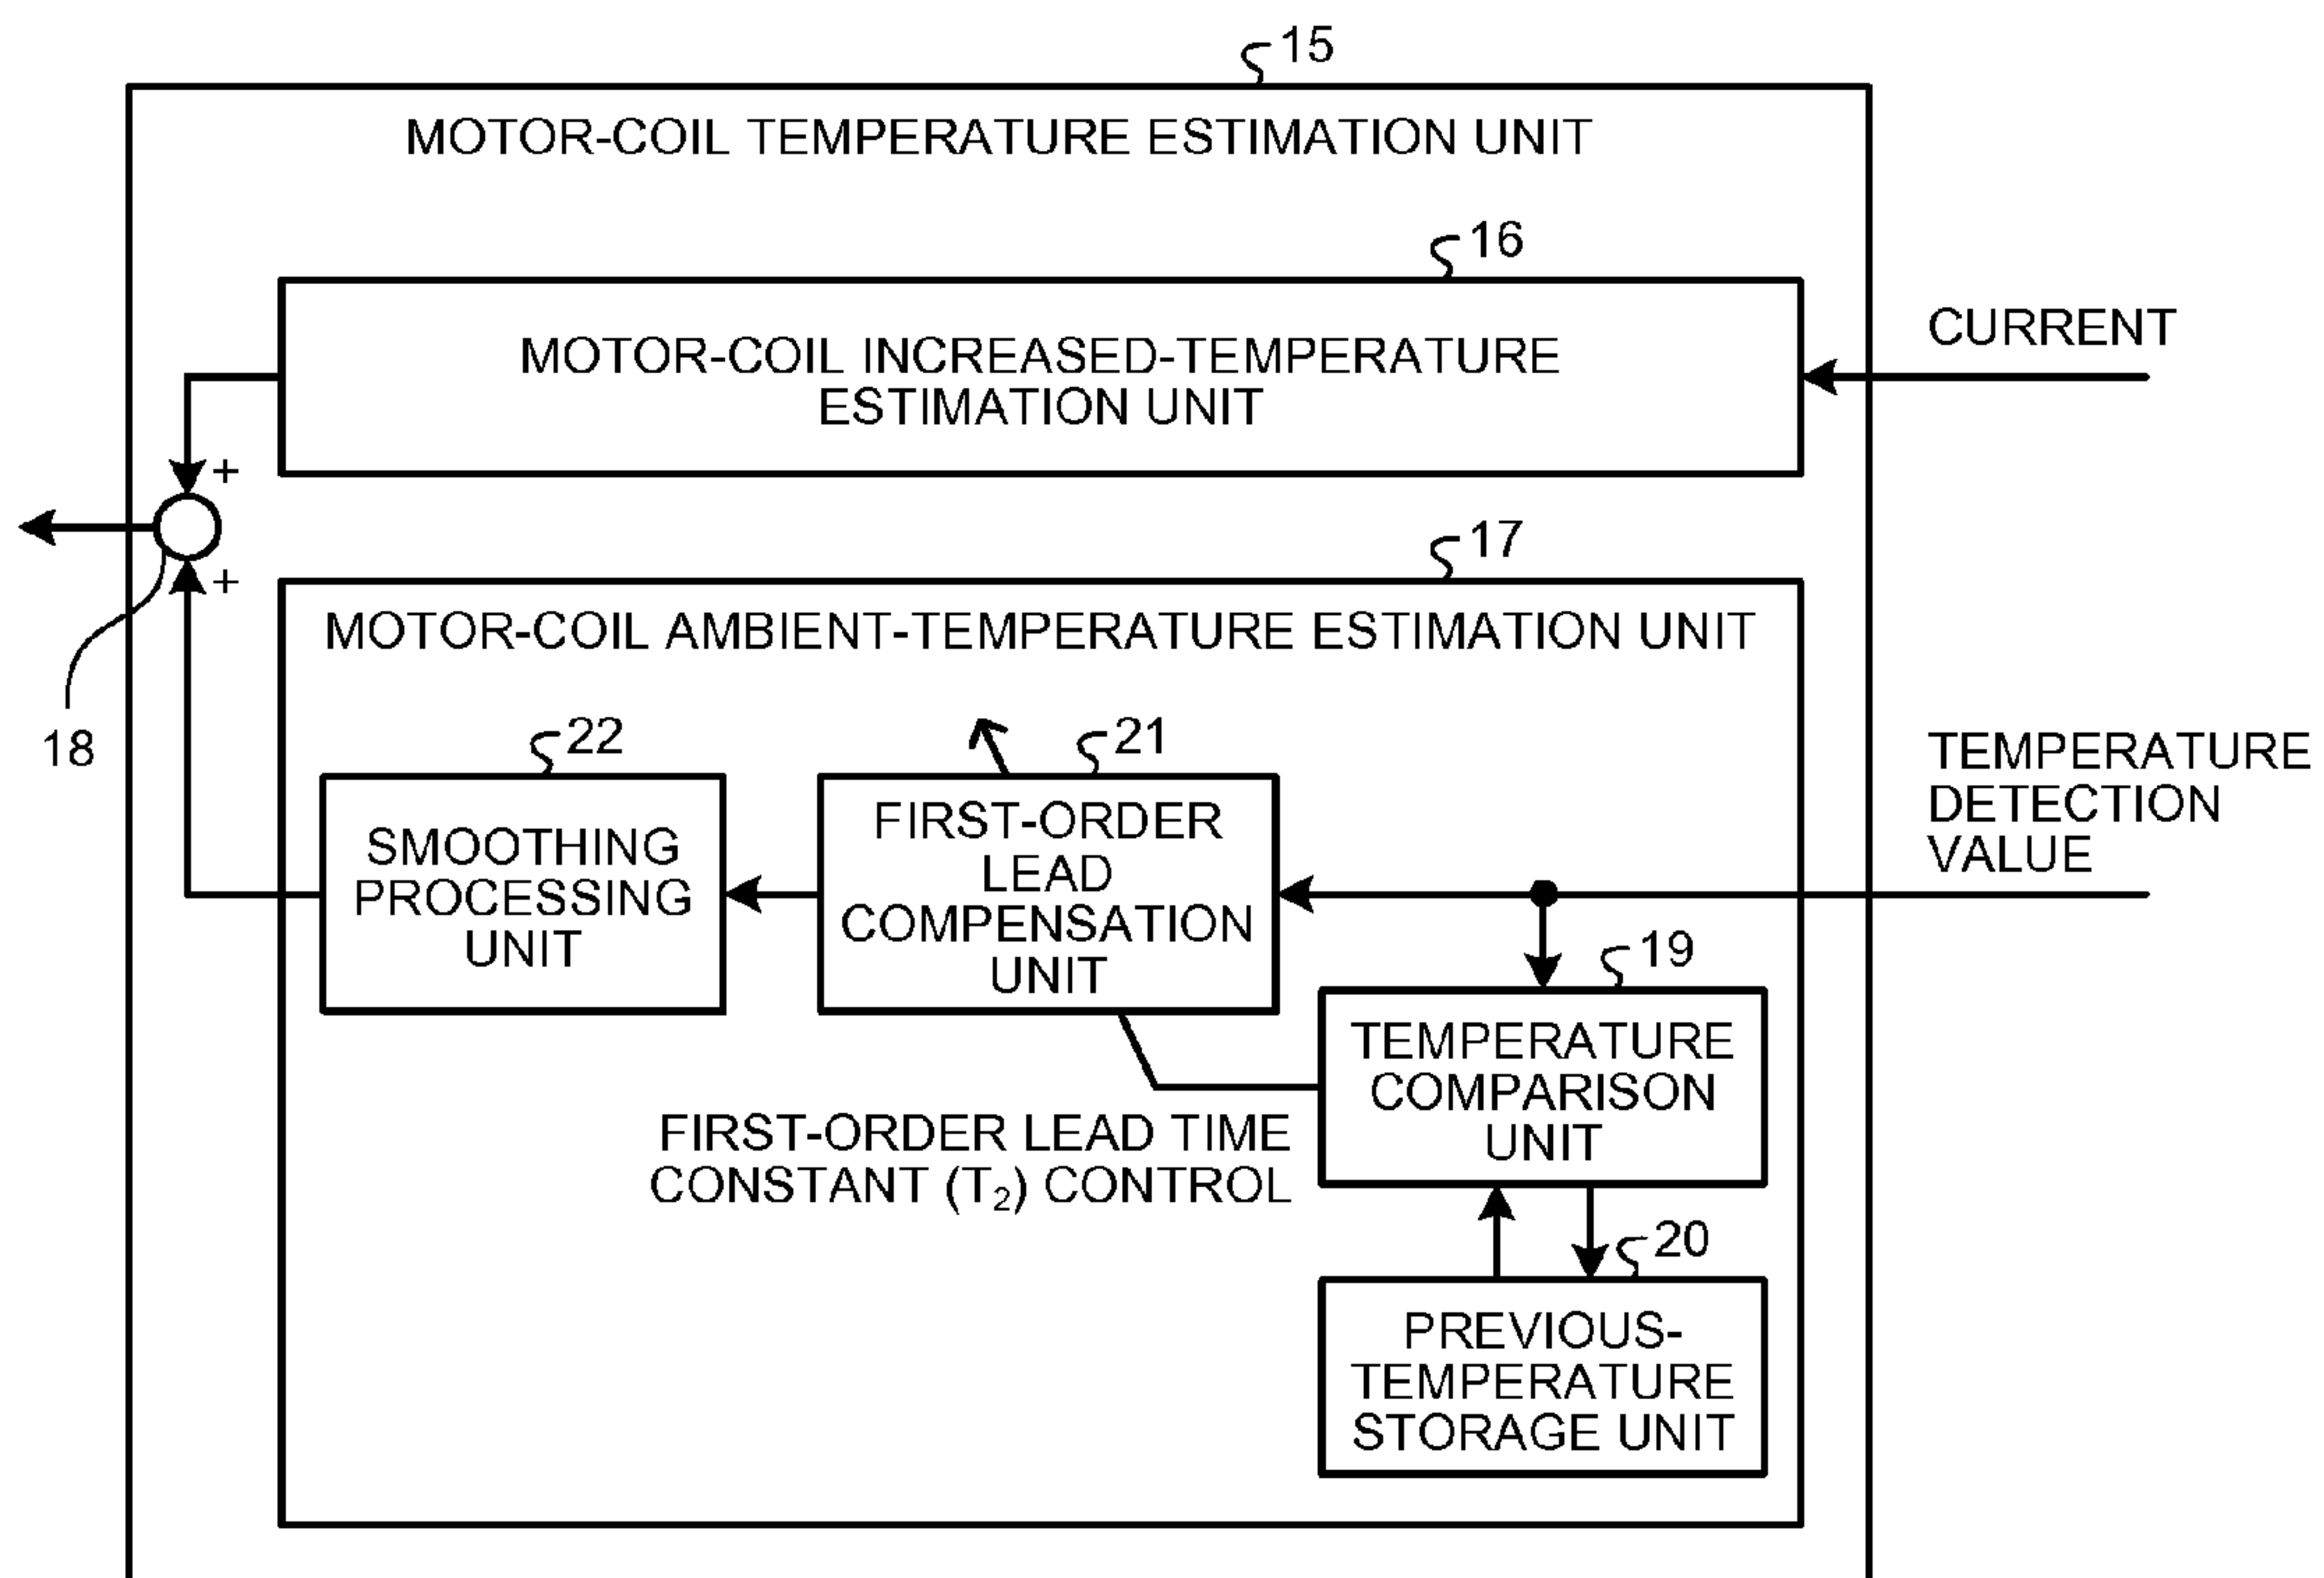 15
MOTOR-COIL TEMPERATURE ESTIMATION UNIT
16
MOTOR-COIL INCREASED-TEMPERATURE
ESTIMATION UNIT
CURRENT
+
+
18
17
MOTOR-COIL AMBIENT-TEMPERATURE ESTIMATION UNIT
22
SMOOTHING
PROCESSING
UNIT
21
FIRST-ORDER
LEAD
COMPENSATION
UNIT
TEMPERATURE
DETECTION
VALUE
19
TEMPERATURE
COMPARISON
UNIT
FIRST-ORDER LEAD TIME
CONSTANT (T₂) CONTROL
20
PREVIOUS-
TEMPERATURE
STORAGE UNIT